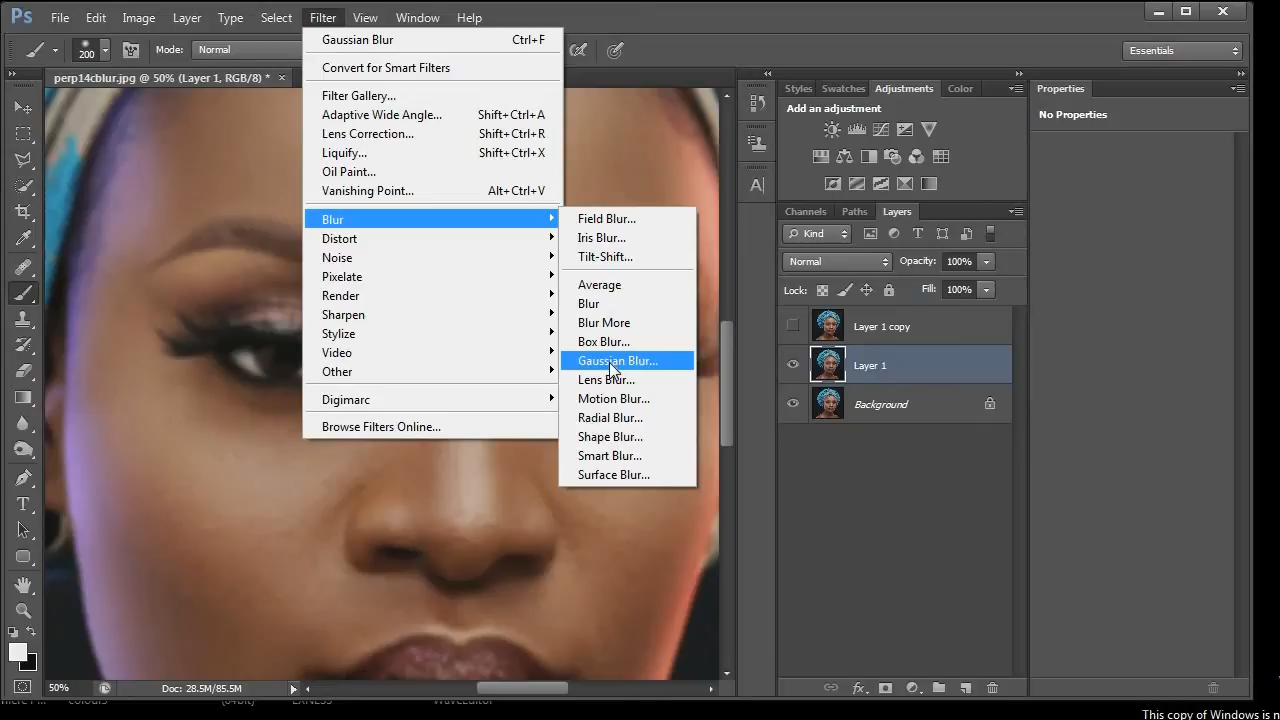 Ps File Edit Image Layer Type Select Filter View Window Help
200 Mode: Normal Essentials
perp14cblur.jpg @ 50% (Layer 1, RGB/8) *
Gaussian Blur Ctrl+F
Convert for Smart Filters
Filter Gallery...
Adaptive Wide Angle... Shift+Ctrl+A
Lens Correction... Shift+Ctrl+R
Liquify... Shift+Ctrl+X
Oil Paint...
Vanishing Point... Alt+Ctrl+V
Blur
Distort
Noise
Pixelate
Render
Sharpen
Stylize
Video
Other
Digimarc
Browse Filters Online...
Field Blur...
Iris Blur...
Tilt-Shift...
Average
Blur
Blur More
Box Blur...
Gaussian Blur...
Lens Blur...
Motion Blur...
Radial Blur...
Shape Blur...
Smart Blur...
Surface Blur...
Styles Swatches Adjustments Color
Add an adjustment
Channels Paths Layers
Kind
Normal Opacity: 100%
Lock: Fill: 100%
Layer 1 copy
Layer 1
Background
Properties
No Properties
50% Doc: 28.5M/85.5M
This copy of Windows is n